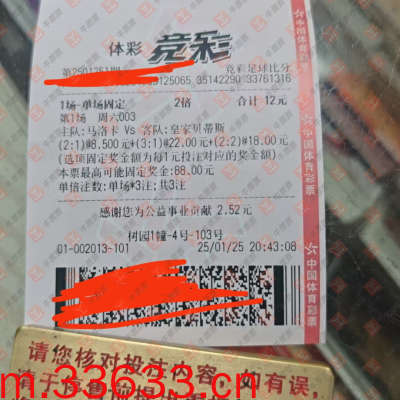 体彩 竞彩
竞彩足球比分
125065 35142290 33761316
1场-单场固定 2倍 合计 12元
第1场 周六003
主队:马洛卡 Vs 客队:皇家贝蒂斯
(2:1)@8.500元+(3:1)@22.00元+(2:2)@18.00元
(选项固定奖金额为每1元投注对应的奖金额)
本票最高可能固定奖金:88.00元
单倍注数:单场*3注;共3注
感谢您为公益事业贡献 2.52元
树园1幢-4号-103号
01-002013-101 25/01/25 20:43:08
中国体育彩票
中国体育彩票
请您核对投注内容,如有误,
m.33633.cn